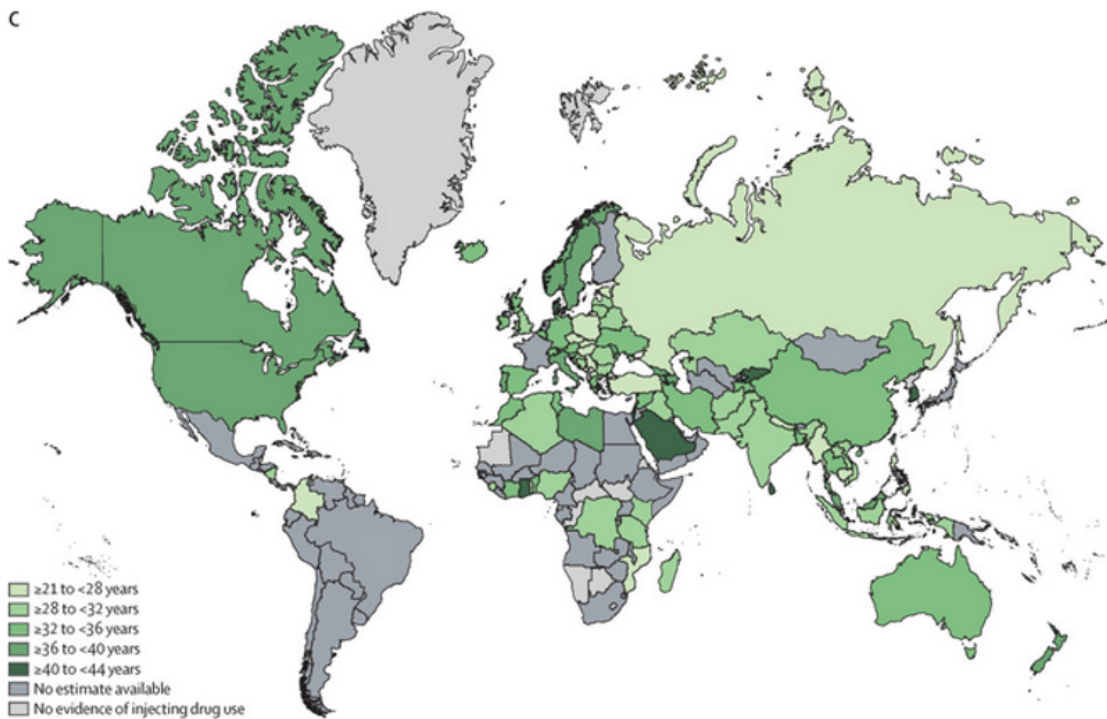 C
≥21 to <28 years
≥28 to <32 years
≥32 to <36 years
≥36 to <40 years
≥40 to <44 years
No estimate available
No evidence of injecting drug use